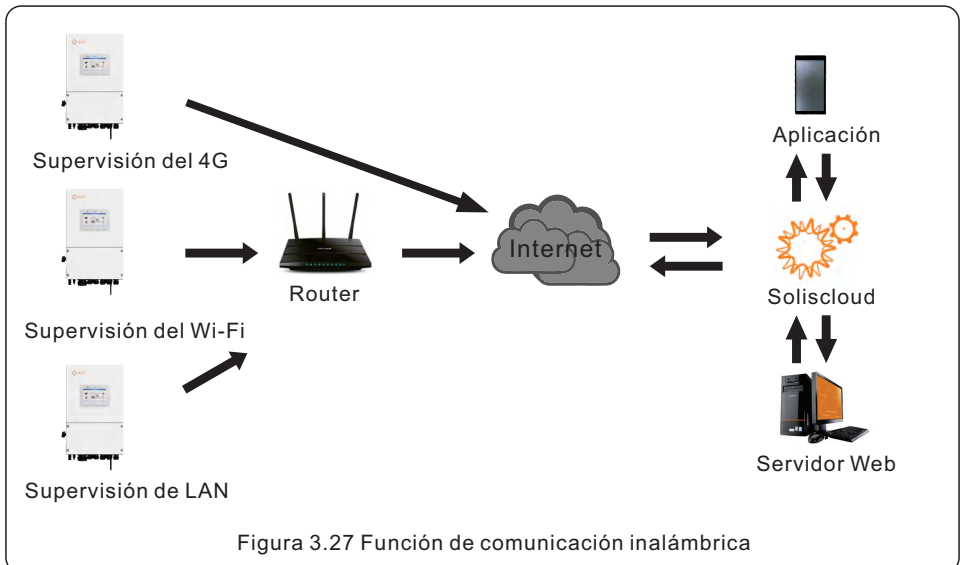 Supervisión del 4G
Aplicación
Internet
Router
Soliscloud
Supervisión del Wi-Fi
Servidor Web
Supervisión de LAN
Figura 3.27 Función de comunicación inalámbrica